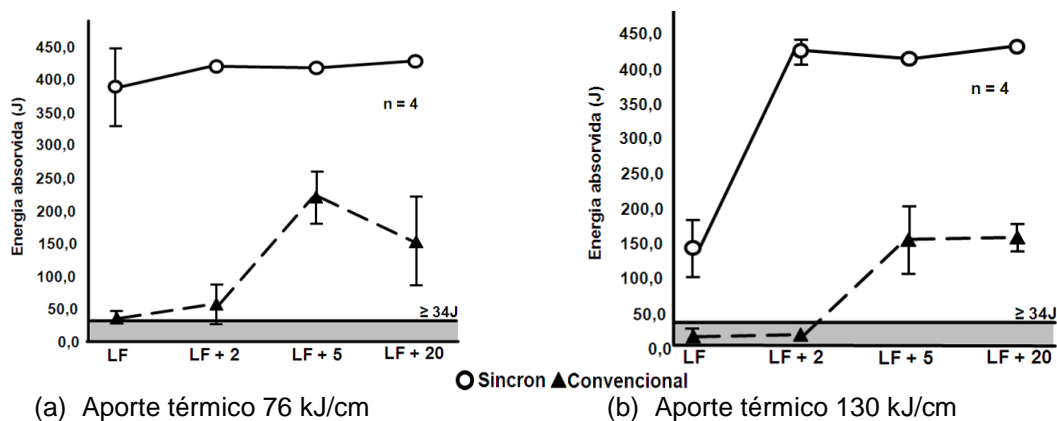 Energia absorvida (J)
450,0
400,0
350,0
300,0
250,0
200,0
150,0
100,0
50,0
0,0
n = 4
≥ 34J
LF
LF + 2
LF + 5
LF + 20
Energia absorvida (J)
450,0
400,0
350,0
300,0
250,0
200,0
150,0
100,0
50,0
0,0
n = 4
≥ 34J
LF
LF + 2
LF + 5
LF + 20
Sincron Convencional
(a) Aporte térmico 76 kJ/cm
(b) Aporte térmico 130 kJ/cm